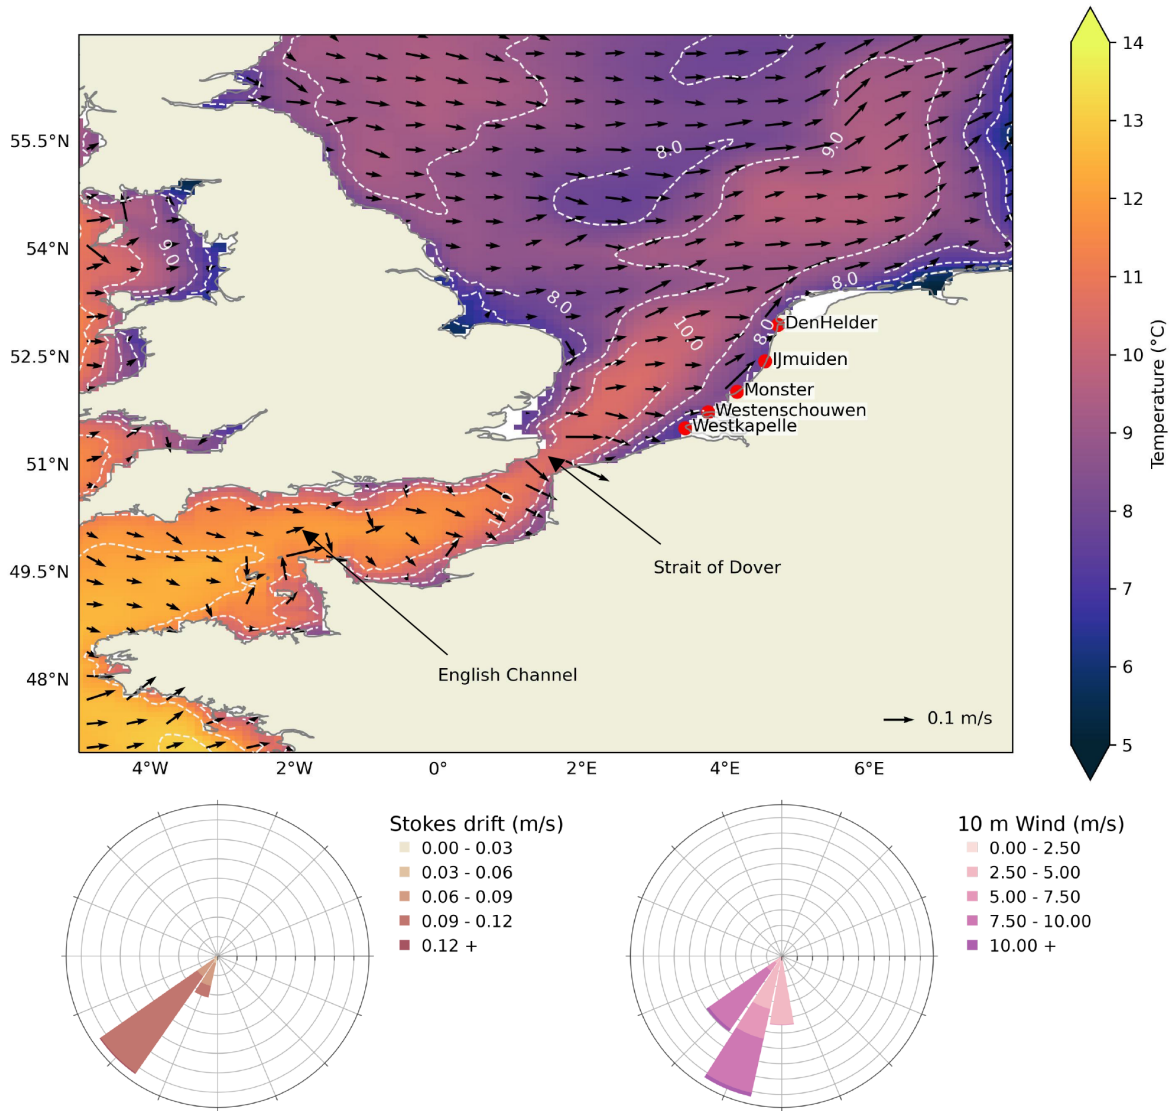 14
13
12
11
10
9
8
7
6
5
Temperature (°C)
55.5°N
54°N
52.5°N
51°N
49.5°N
48°N
8.0
9.0
9.0
8.0
8.0
10.0
8.0
11.0
DenHelder
IJmuiden
Monster
Westenschouwen
Westkapelle
Strait of Dover
English Channel
0.1 m/s
4°W
2°W
0°
2°E
4°E
6°E
Stokes drift (m/s)
0.00 - 0.03
0.03 - 0.06
0.06 - 0.09
0.09 - 0.12
0.12 +
10 m Wind (m/s)
0.00 - 2.50
2.50 - 5.00
5.00 - 7.50
7.50 - 10.00
10.00 +